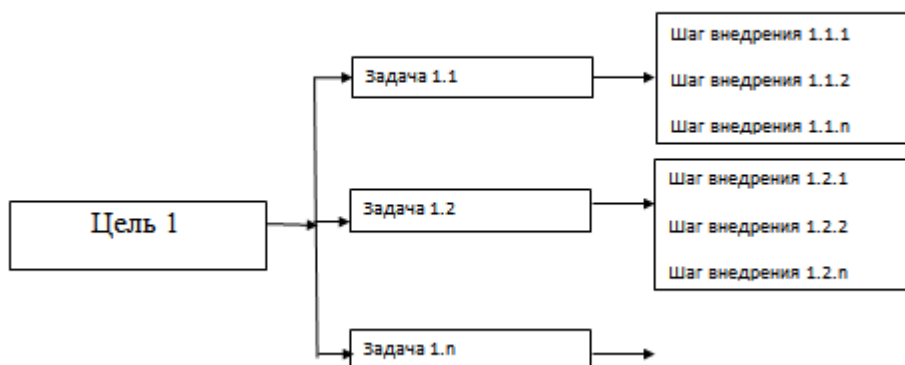 Цель 1
Задача 1.1
Шаг внедрения 1.1.1
Шаг внедрения 1.1.2
Шаг внедрения 1.1.n
Задача 1.2
Шаг внедрения 1.2.1
Шаг внедрения 1.2.2
Шаг внедрения 1.2.n
Задача 1.n